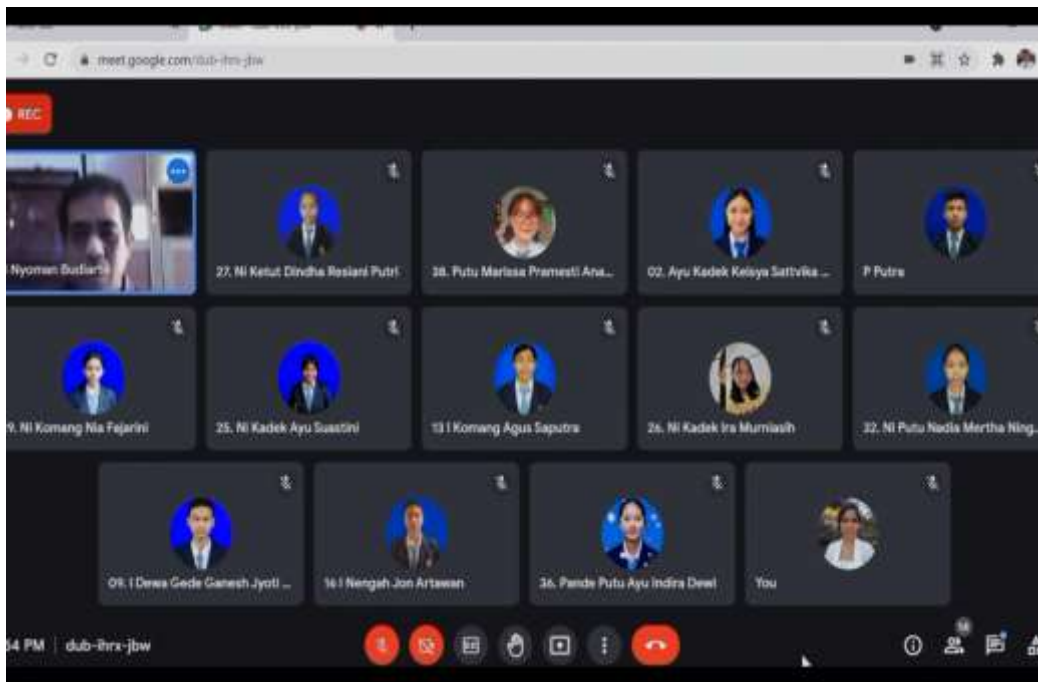 meet.google.com/dub-ihrx-jbw
REC
Nyoman Budiarta
27. Ni Ketut Dindha Resiani Putri
38. Putu Marissa Pramesti Ana...
02. Ayu Kadek Keisya Sattvika ...
P Putra
9. Ni Komang Nia Fajarini
25. Ni Kadek Ayu Suastini
13 I Komang Agus Saputra
26. Ni Kadek Ira Murniasih
32. Ni Putu Nadia Mertha Ning...
09. I Dewa Gede Ganesh Jyoti ...
16 I Nengah Jon Artawan
36. Pande Putu Ayu Indira Dewi
You
54 PM | dub-ihrx-jbw
14